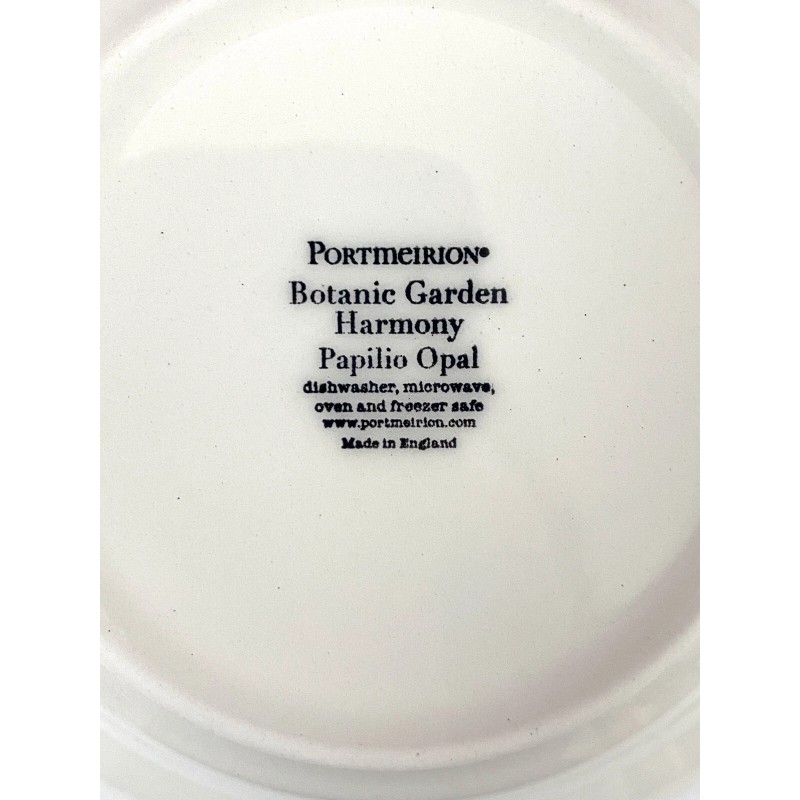 PORTMEIRION®
Botanic Garden
Harmony
Papilio Opal
dishwasher, microwave,
oven and freezer safe
www.portmeirion.com
Made in England